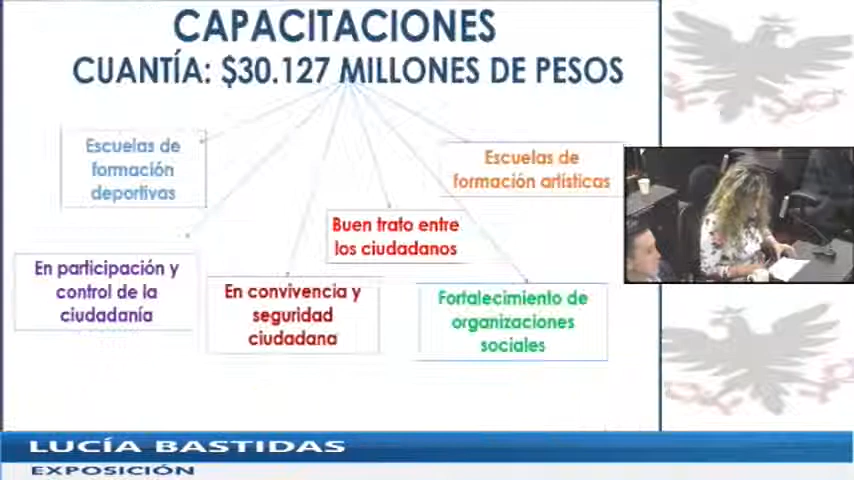 CAPACITACIONES
CUANTÍA: $30.127 MILLONES DE PESOS
Escuelas de
formación
deportivas
Escuelas de
formación artísticas
Buen trato entre
los ciudadanos
En participación y
control de la
ciudadanía
En convivencia y
seguridad
ciudadana
Fortalecimiento de
organizaciones
sociales
LUCÍA BASTIDAS
EXPOSICIÓN